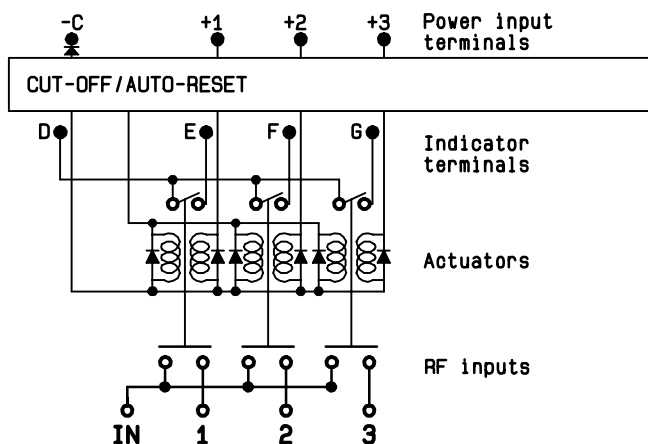 -C +1 +2 +3 Power input
terminals
CUT-OFF/AUTO-RESET
D E F G Indicator
terminals
Actuators
RF inputs
IN 1 2 3